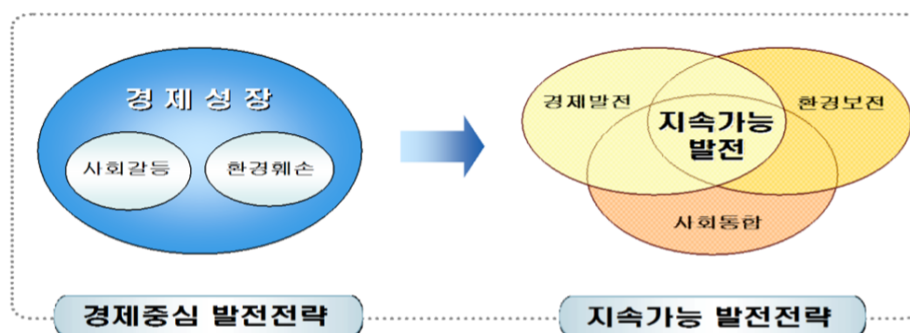 경제성장
사회갈등
환경훼손
경제발전
환경보전
지속가능
발전
사회통합
경제중심 발전전략
지속가능 발전전략